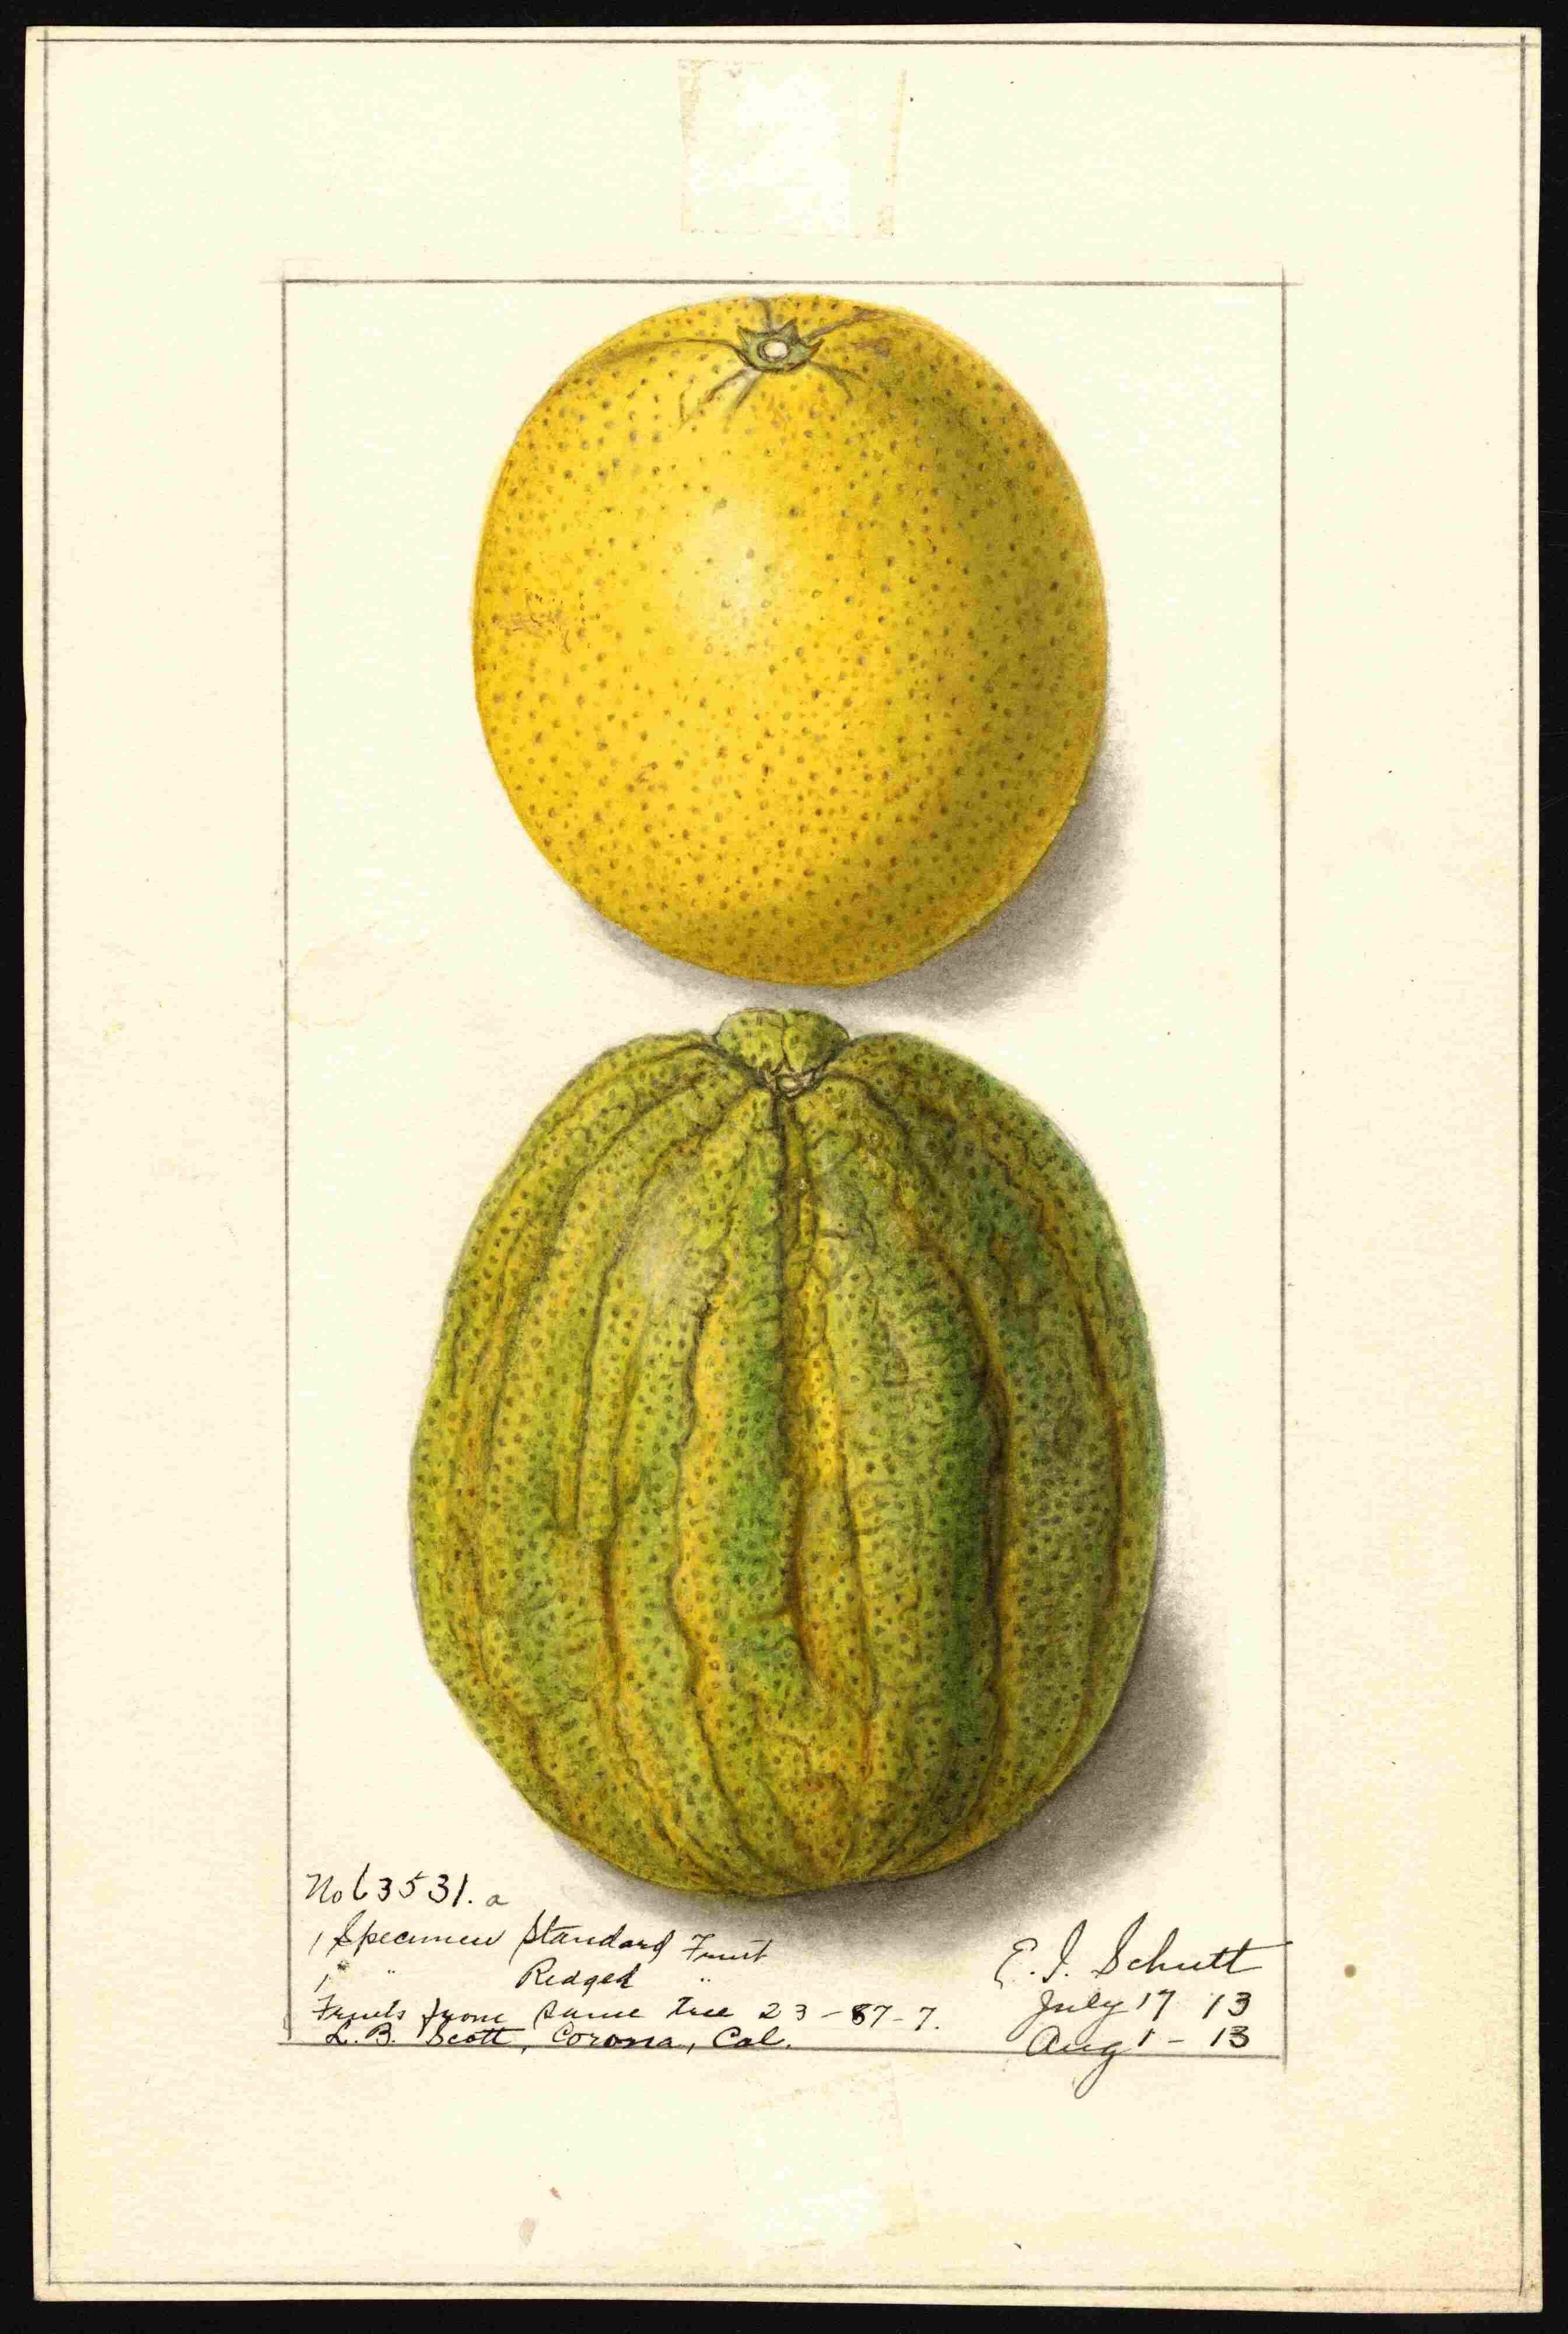 No 63531. a
1 Specimen Standard Fruit
1 " Ridged "
Fruits from same tree 23-87-7.
L. B. Scott, Corona, Cal.
E. I. Schutt
July 17 13
Aug 1 - 13